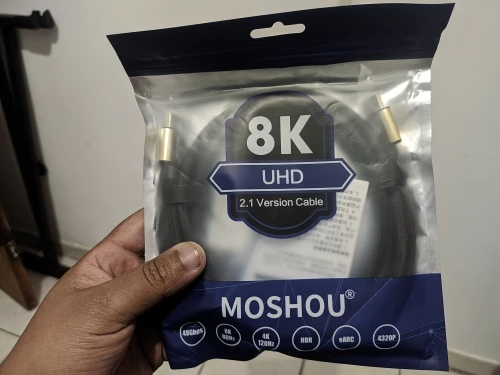 8K
UHD
2.1 Version Cable
MOSHOU®
48Gbps
8K
60Hz
4K
120Hz
HDR
eARC
4320P